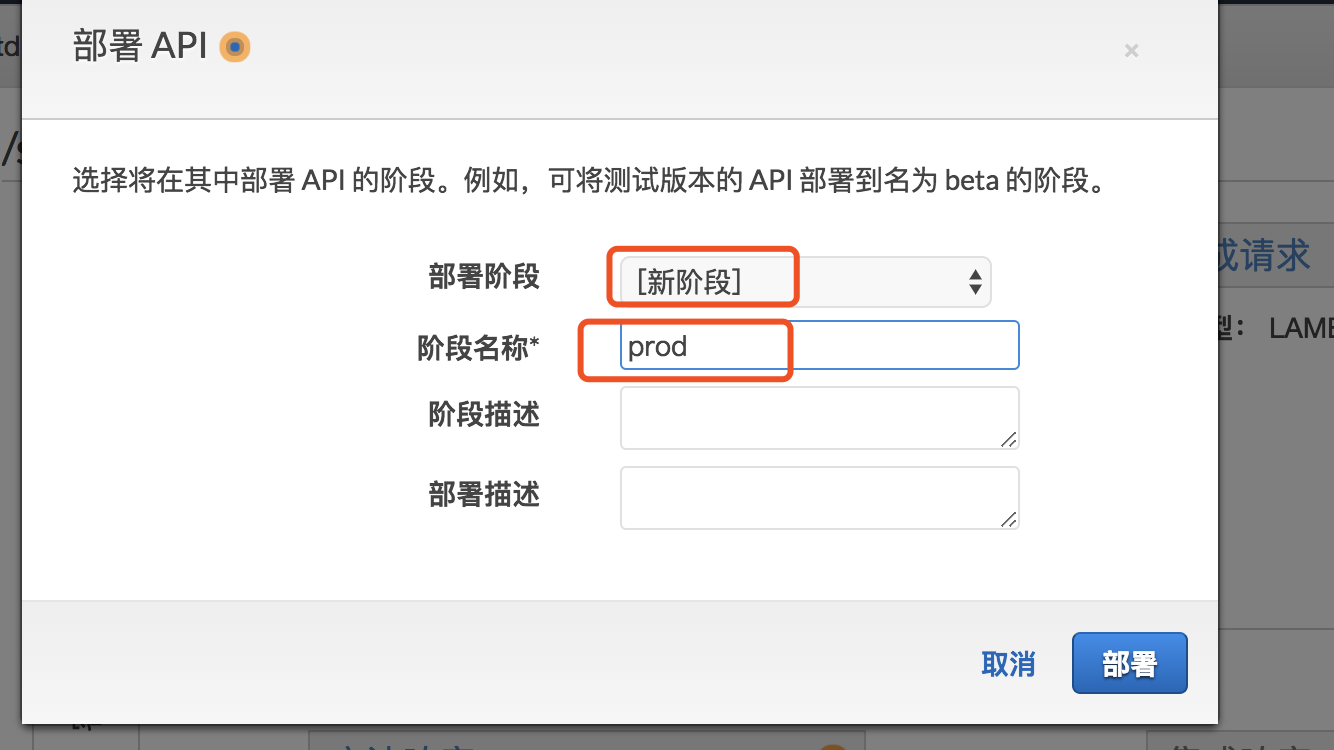 部署 API
选择将在其中部署 API 的阶段。例如，可将测试版本的 API 部署到名为 beta 的阶段。
部署阶段 [新阶段]
阶段名称* prod
阶段描述
部署描述
取消 部署
请求
LAMB